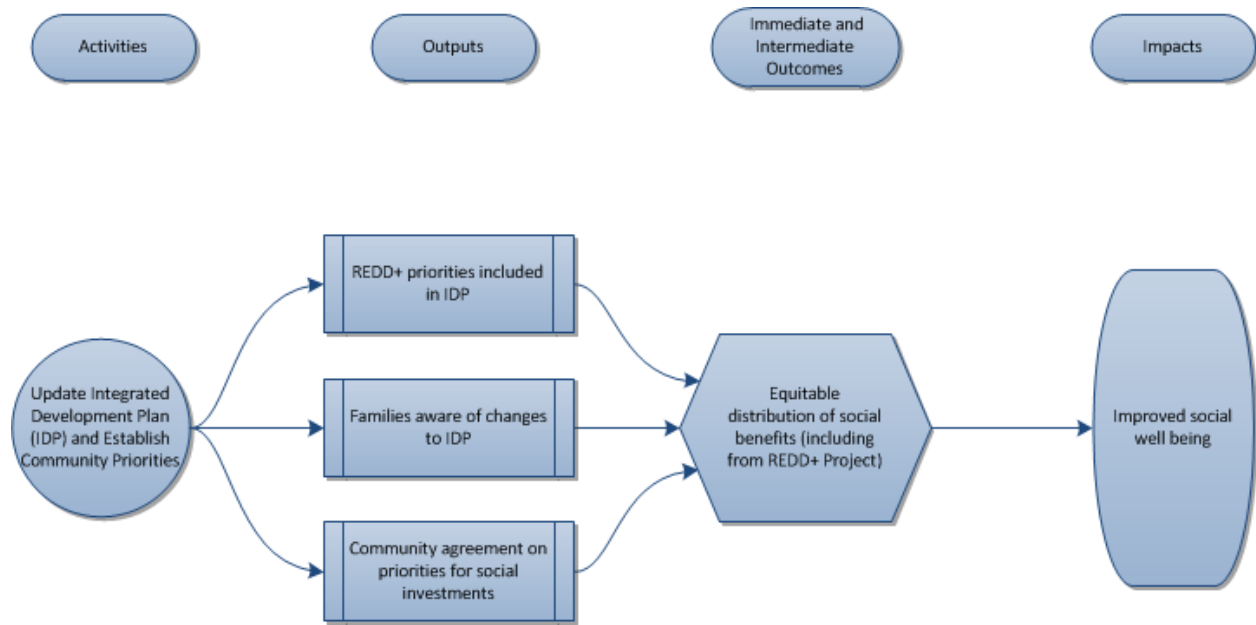 Activities
Outputs
Immediate and
Intermediate
Outcomes
Impacts
REDD+ priorities included
in IDP
Update Integrated
Development Plan
(IDP) and Establish
Community Priorities
Families aware of changes
to IDP
Community agreement on
priorities for social
investments
Equitable
distribution of social
benefits (including
from REDD+ Project)
Improved social
well being